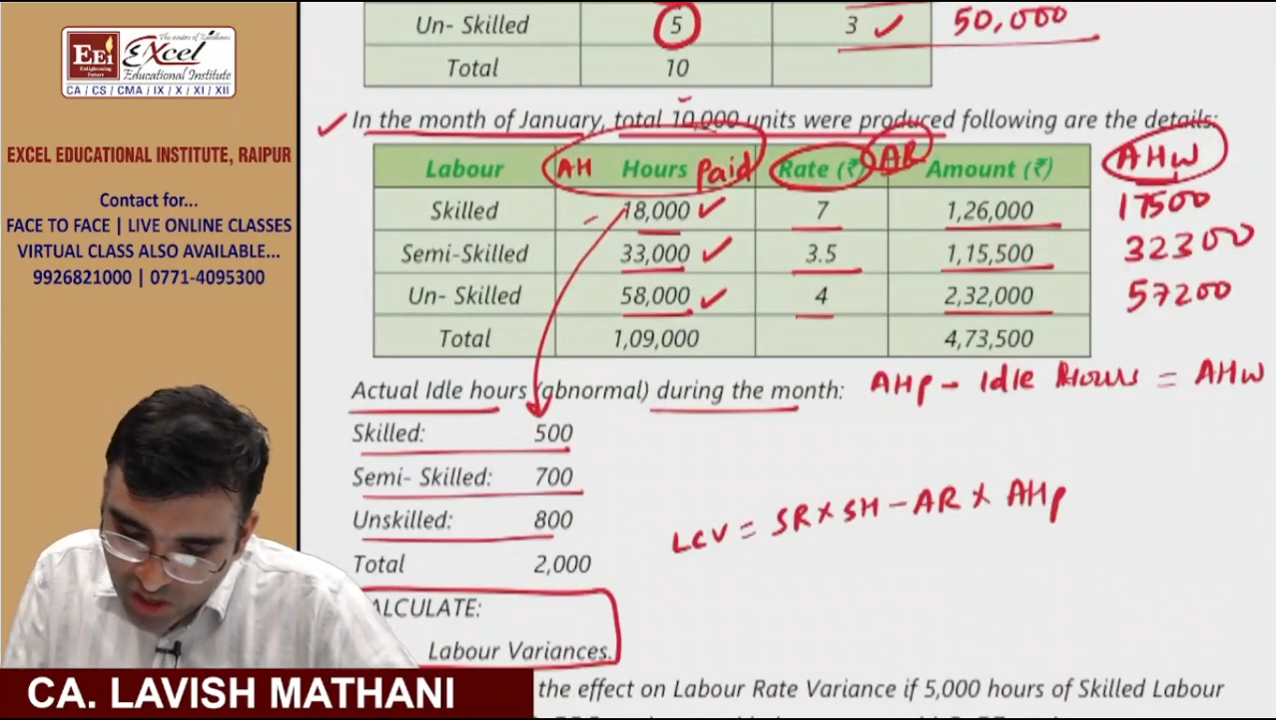 Un- Skilled 5 3 ✓ 50,000
Total 10
EEi
Enlightening Future
The centre of Excellence
Excel
Educational Institute
CA / CS / CMA / IX / X / XI / XII
EXCEL EDUCATIONAL INSTITUTE, RAIPUR
Contact for...
FACE TO FACE | LIVE ONLINE CLASSES
VIRTUAL CLASS ALSO AVAILABLE...
9926821000 | 0771-4095300
✓ In the month of January, total 10,000 units were produced following are the details:
Labour AH Hours Paid Rate (₹) AR Amount (₹) AHW
Skilled 18,000 ✓ 7 1,26,000 17500
Semi-Skilled 33,000 ✓ 3.5 1,15,500 32300
Un- Skilled 58,000 ✓ 4 2,32,000 57200
Total 1,09,000 4,73,500
Actual Idle hours (abnormal) during the month: AHp - Idle Hours = AHW
Skilled: 500
Semi- Skilled: 700
Unskilled: 800
Total 2,000
LCV = SR × SH - AR × AHp
ALCULATE:
Labour Variances.
CA. LAVISH MATHANI
the effect on Labour Rate Variance if 5,000 hours of Skilled Labour